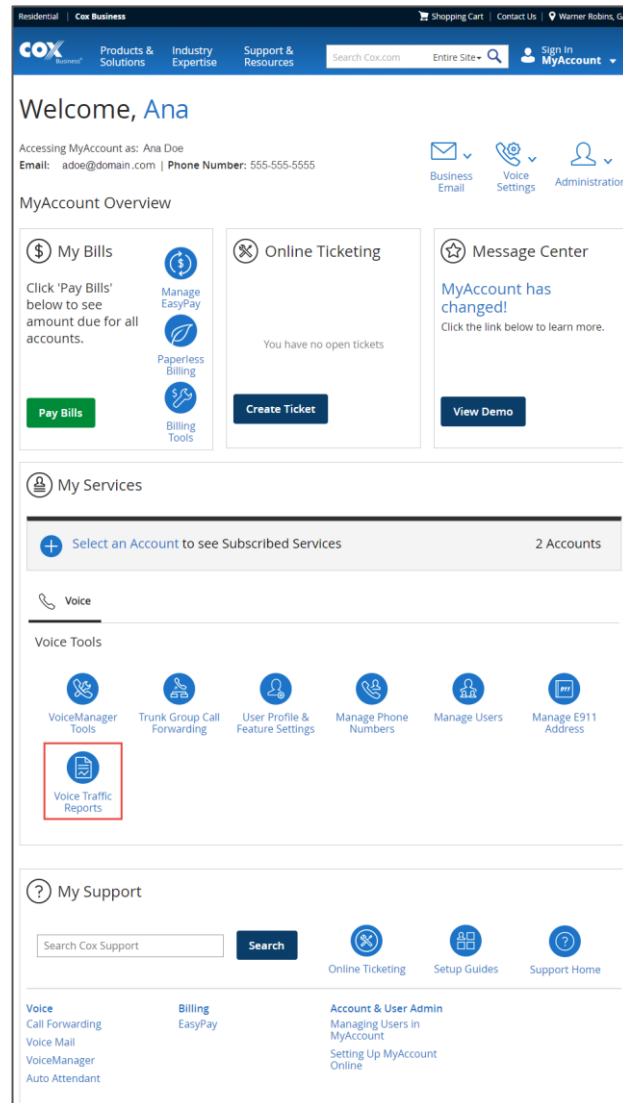 Residential | Cox Business
Shopping Cart | Contact Us | Warner Robins, G
COX
Business
Products &
Solutions
Industry
Expertise
Support &
Resources
Search Cox.com
Entire Site
Sign In
MyAccount
Welcome, Ana
Accessing MyAccount as: Ana Doe
Email: adoe@domain.com | Phone Number: 555-555-5555
Business
Email
Voice
Settings
Administration
MyAccount Overview
My Bills
Click 'Pay Bills'
below to see
amount due for all
accounts.
Pay Bills
Manage
EasyPay
Paperless
Billing
Billing
Tools
Online Ticketing
You have no open tickets
Create Ticket
Message Center
MyAccount has
changed!
Click the link below to learn more.
View Demo
My Services
Select an Account to see Subscribed Services
2 Accounts
Voice
Voice Tools
VoiceManager
Tools
Trunk Group Call
Forwarding
User Profile &
Feature Settings
Manage Phone
Numbers
Manage Users
Manage E911
Address
Voice Traffic
Reports
My Support
Search Cox Support
Search
Online Ticketing
Setup Guides
Support Home
Voice
Call Forwarding
Voice Mail
VoiceManager
Auto Attendant
Billing
EasyPay
Account & User Admin
Managing Users in
MyAccount
Setting Up MyAccount
Online